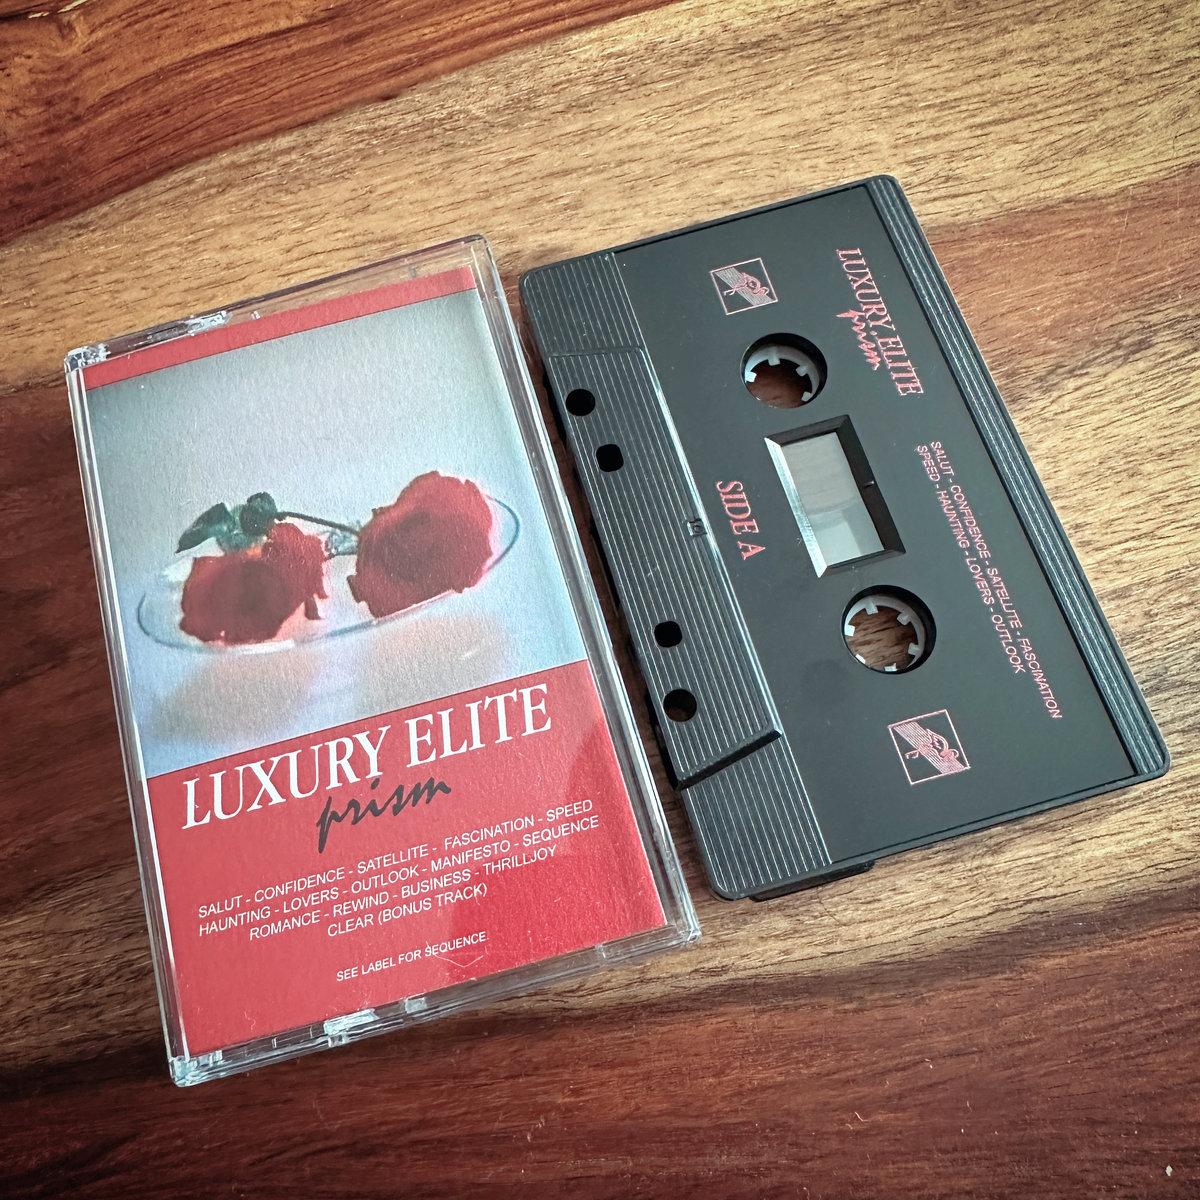 LUXURY ELITE
prism
SALUT - CONFIDENCE - SATELLITE - FASCINATION - SPEED
HAUNTING - LOVERS - OUTLOOK - MANIFESTO - SEQUENCE
ROMANCE - REWIND - BUSINESS - THRILLJOY
CLEAR (BONUS TRACK)
SEE LABEL FOR SEQUENCE.
LUXURY ELITE
prism
SALUT - CONFIDENCE - SATELLITE - FASCINATION
SPEED - HAUNTING - LOVERS - OUTLOOK
SIDE A